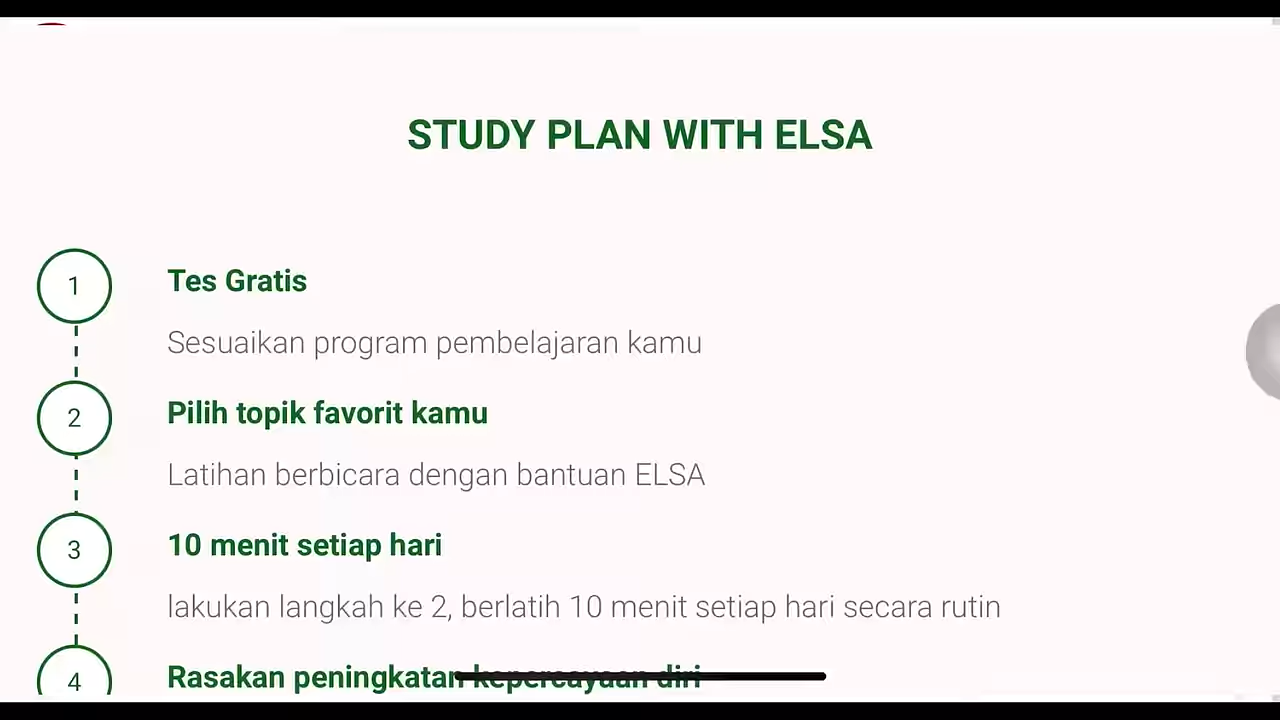 STUDY PLAN WITH ELSA
1
Tes Gratis
Sesuaikan program pembelajaran kamu
2
Pilih topik favorit kamu
Latihan berbicara dengan bantuan ELSA
3
10 menit setiap hari
lakukan langkah ke 2, berlatih 10 menit setiap hari secara rutin
4
Rasakan peningkatan kepercayaan diri